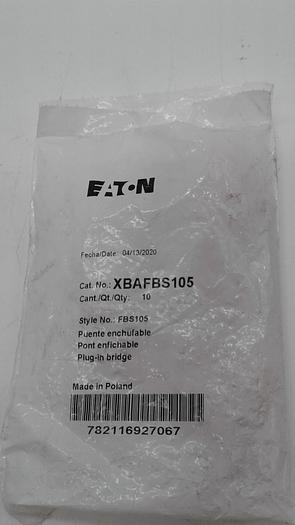 EATON
Fecha/Date: 04/13/2020
Cat. No.: XBAFBS105
Cant./Qt./Qty: 10
Style No.: FBS105
Puente enchufable
Pont enfichable
Plug-in bridge
Made in Poland
782116927067